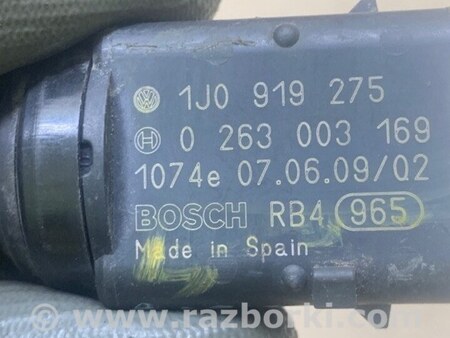 1J0 919 275
0 263 003 169
1074e 07.06.09/02
BOSCH RB4 965
Made in Spain
www.razborki.com